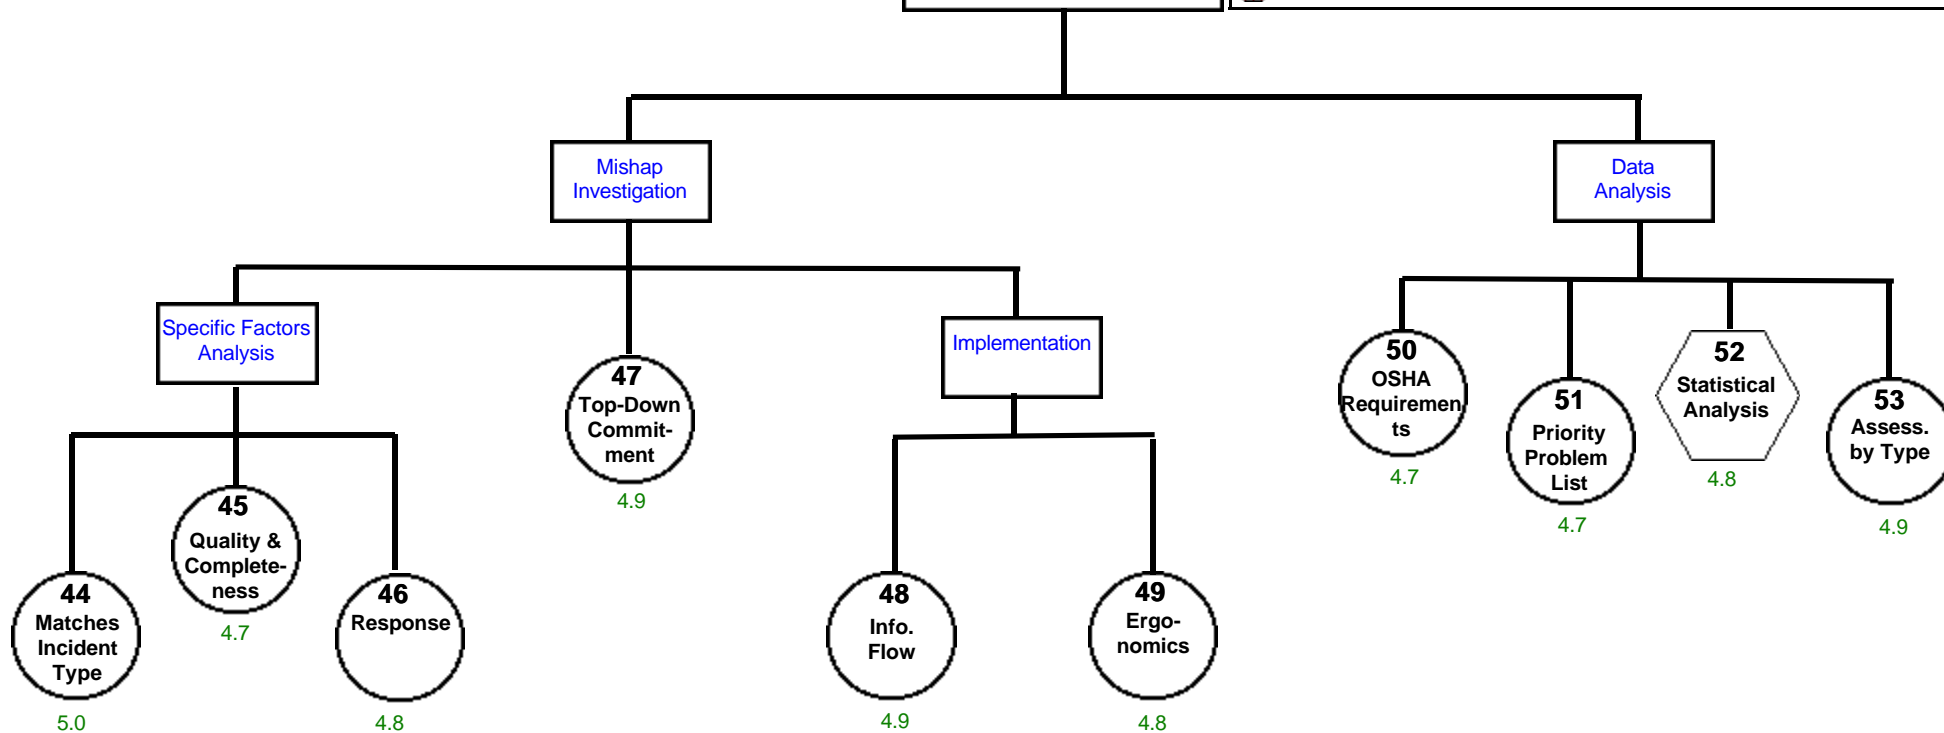 Mishap
Investigation
Data
Analysis
Specific Factors
Analysis
Implementation
47
Top-Down
Commit-
ment
4.9
50
OSHA
Requiremen
ts
4.7
51
Priority
Problem
List
4.7
52
Statistical
Analysis
4.8
53
Assess.
by Type
4.9
44
Matches
Incident
Type
5.0
45
Quality &
Complete-
ness
4.7
46
Response
4.8
48
Info.
Flow
4.9
49
Ergo-
nomics
4.8